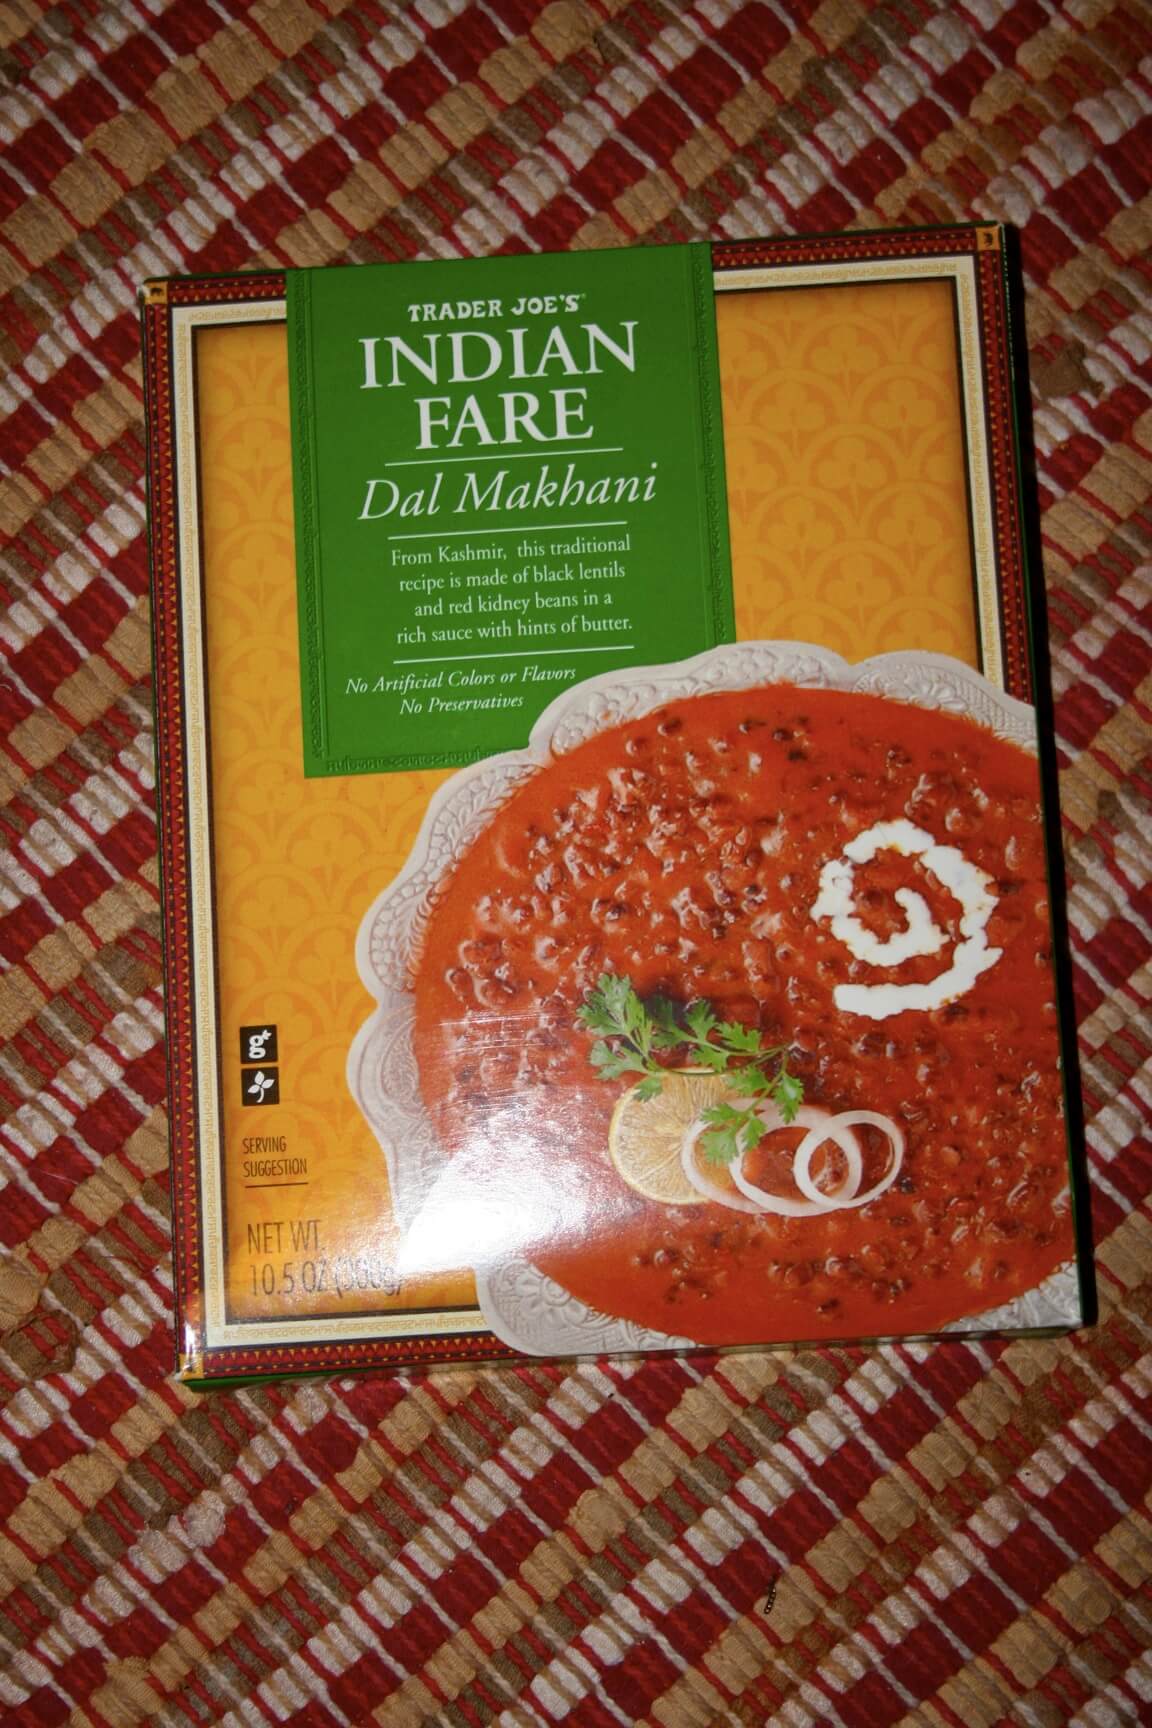 TRADER JOE'S
INDIAN
FARE
Dal Makhani
From Kashmir, this traditional
recipe is made of black lentils
and red kidney beans in a
rich sauce with hints of butter.
No Artificial Colors or Flavors
No Preservatives
g
SERVING
SUGGESTION
NET WT.
10.5 OZ (300g)